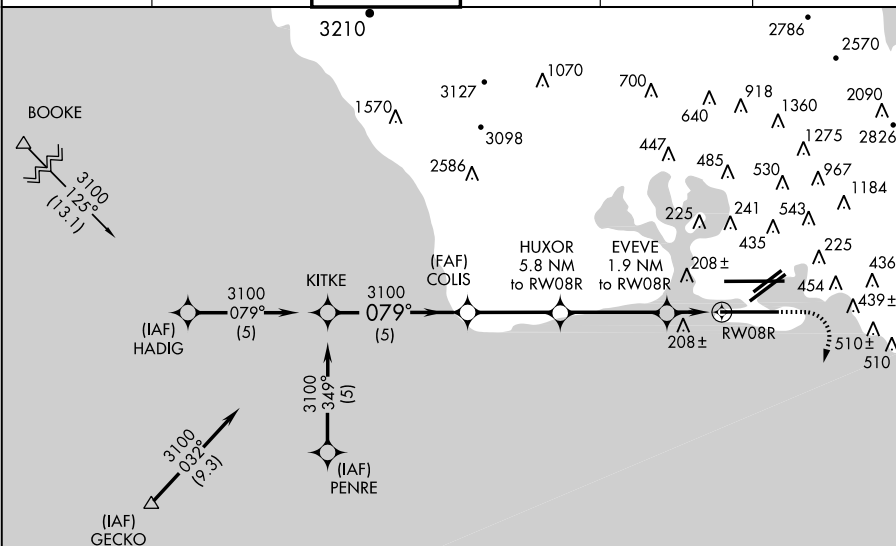 3210
2786
2570
3127
1070
700
640
918
1360
2090
1570
3098
1275
2826
BOOKE
2586
447
485
530
967
1184
3100
125°
(13.1)
225
241
435
543
225
(FAF)
COLIS
HUXOR
5.8 NM
to RW08R
EVEVE
1.9 NM
to RW08R
208±
454
436
439±
KITKE
3100
079°
(5)
3100
079°
(5)
(IAF)
HADIG
208±
RW08R
510±
510
3100
349°
(5)
3100
032°
(9.3)
(IAF)
PENRE
(IAF)
GECKO